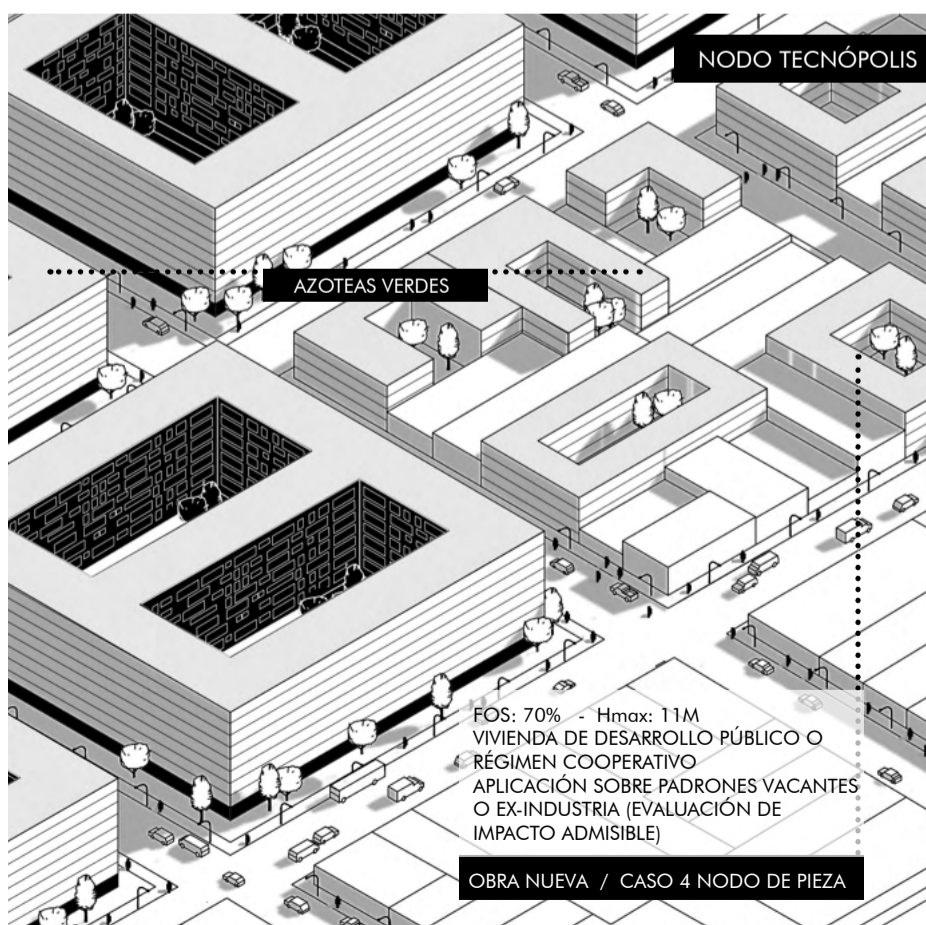 NODO TECNÓPOLIS
AZOTEAS VERDES
FOS: 70% - Hmax: 11M
VIVIENDA DE DESARROLLO PÚBLICO O
RÉGIMEN COOPERATIVO
APLICACIÓN SOBRE PADRONES VACANTES
O EX-INDUSTRIA (EVALUACIÓN DE
IMPACTO ADMISIBLE)
OBRA NUEVA / CASO 4 NODO DE PIEZA